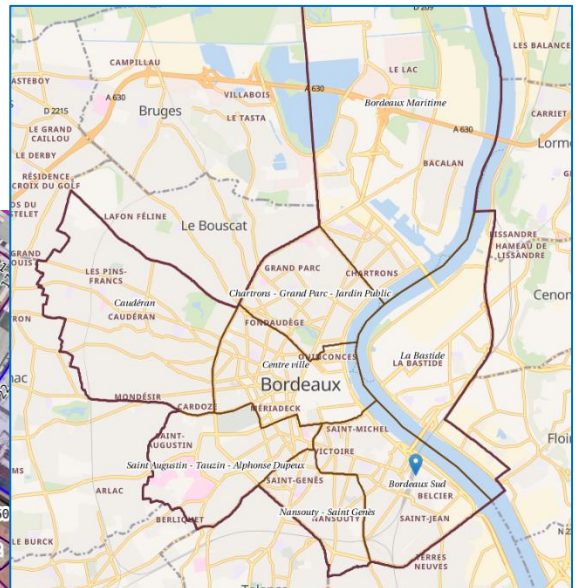 D 209
LES BALANCE
CAMPILLAU
LE LAC
A 630
ASTEBOY
A 630
VILLABOIS
Bordeaux Maritime
D 2215
Bruges
CARRIET
LE TASTA
LE GRAND
CAILLOU
A 630
Lormo
LE DERBY
BACALAN
RÉSIDENCE
CROIX DU GOLF
LAFON FÉLINE
Le Bouscat
LISSANDRE
HAMEAU DE
LISSANDRE
GRAND
LES PINS-
FRANCS
GRAND PARC
CHARTRONS
Cenon
Caudéran
Chartrons - Grand Parc - Jardin Public
CAUDÉRAN
FONDAUDÈGE
QUINCONCES
La Bastide
LA BASTIDE
Centre ville
Bordeaux
MONDÉSIR
CARDOZE
MÉRIADECK
SAINT-MICHEL
SAINT-
AUGUSTIN
VICTOIRE
Floir
Saint Augustin - Tauzin - Alphonse Dupeux
SAINT-GENÈS
Bordeaux Sud
ARLAC
BELCIER
Nansouty - Saint Genès
NANSOUTY
SAINT-JEAN
BERLIQUET
LE BURCK
TERRES
NEUVES